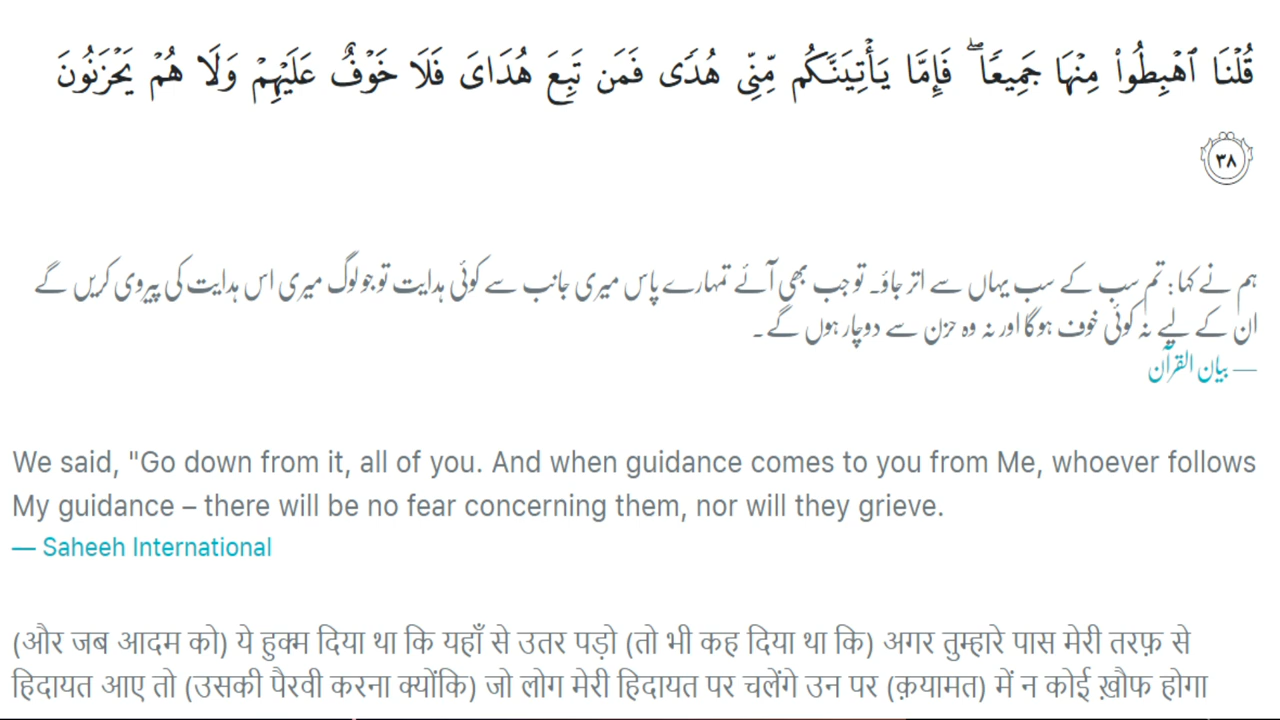 قُلْنَا ٱهْبِطُوا۟ مِنْهَا جَمِيعًۭا ۖ فَإِمَّا يَأْتِيَنَّكُم مِّنِّى هُدًۭى فَمَن تَبِعَ هُدَاىَ فَلَا خَوْفٌ عَلَيْهِمْ وَلَا هُمْ يَحْزَنُونَ
٣٨
ہم نے کہا : تم سب کے سب یہاں سے اتر جاؤ۔ تو جب بھی آئے تمہارے پاس میری جانب سے کوئی ہدایت تو جو لوگ میری اس ہدایت کی پیروی کریں گے
ان کے لیے نہ کوئی خوف ہوگا اور نہ وہ حزن سے دوچار ہوں گے ۔
— بیان القرآن
We said, "Go down from it, all of you. And when guidance comes to you from Me, whoever follows
My guidance – there will be no fear concerning them, nor will they grieve.
— Saheeh International
(और जब आदम को) ये हुक्म दिया था कि यहाँ से उतर पड़ो (तो भी कह दिया था कि) अगर तुम्हारे पास मेरी तरफ़ से
हिदायत आए तो (उसकी पैरवी करना क्योंकि) जो लोग मेरी हिदायत पर चलेंगे उन पर (क़यामत) में न कोई ख़ौफ होगा